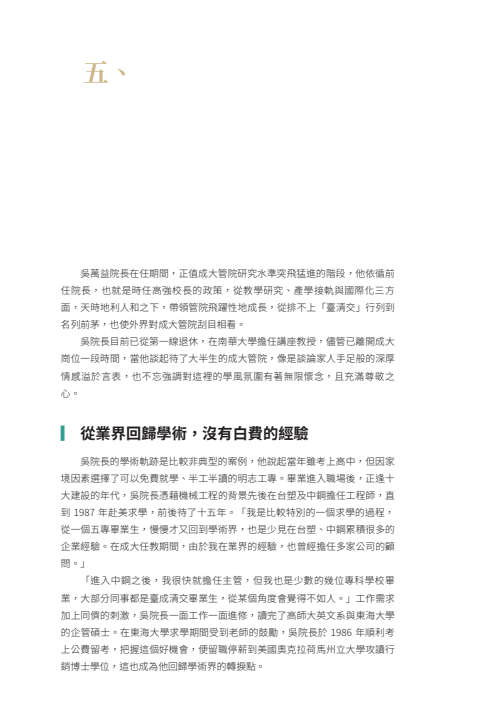 五、
吳萬益院長在任期間，正值成大管院研究水準突飛猛進的階段，他依循前
任院長，也就是時任高強校長的政策，從教學研究、產學接軌與國際化三方
面，天時地利人和之下，帶領管院飛躍性地成長，從排不上「臺清交」行列到
名列前茅，也使外界對成大管院刮目相看。
吳院長目前已從第一線退休，在南華大學擔任講座教授，儘管已離開成大
崗位一段時間，當他談起待了大半生的成大管院，像是談論家人手足般的深厚
情感溢於言表，也不忘強調對這裡的學風氛圍有著無限懷念，且充滿尊敬之
心。
從業界回歸學術，沒有白費的經驗
吳院長的學術軌跡是比較非典型的案例，他說起當年雖考上高中，但因家
境因素選擇了可以免費就學、半工半讀的明志工專。畢業進入職場後，正逢十
大建設的年代，吳院長憑藉機械工程的背景先後在台塑及中鋼擔任工程師，直
到 1987 年赴美求學，前後待了十五年。「我是比較特別的一個求學的過程，
從一個五專畢業生，慢慢才又回到學術界，也是少見在台塑、中鋼累積很多的
企業經驗。在成大任教期間，由於我在業界的經驗，也曾經擔任多家公司的顧
問。」
「進入中鋼之後，我很快就擔任主管，但我也是少數的幾位專科學校畢
業，大部分同事都是臺成清交畢業生，從某個角度會覺得不如人。」工作需求
加上同儕的刺激，吳院長一面工作一面進修，讀完了高師大英文系與東海大學
的企管碩士。在東海大學求學期間受到老師的鼓勵，吳院長於 1986 年順利考
上公費留考，把握這個好機會，便留職停薪到美國奧克拉荷馬州立大學攻讀行
銷博士學位，這也成為他回歸學術界的轉捩點。